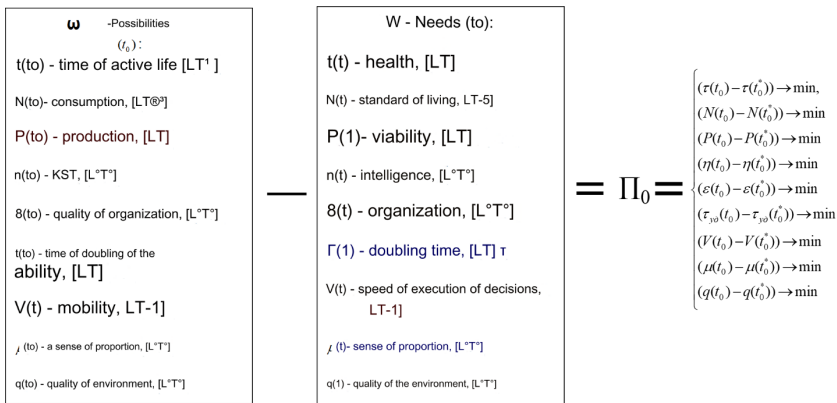 ω -Possibilities
(t₀) :
t(to) - time of active life [LT¹ ]
N(to)- consumption, [LT®³]
P(to) - production, [LT]
n(to) - KST, [L°T°]
8(to) - quality of organization, [L°T°]
t(to) - time of doubling of the
ability, [LT]
V(t) - mobility, LT-1]
μ (to) - a sense of proportion, [L°T°]
q(to) - quality of environment, [L°T°]
—
W - Needs (to):
t(t) - health, [LT]
N(t) - standard of living, LT-5]
P(1)- viability, [LT]
n(t) - intelligence, [L°T°]
8(t) - organization, [L°T°]
Γ(1) - doubling time, [LT] т
V(t) - speed of execution of decisions,
LT-1]
μ (t)- sense of proportion, [L°T°]
q(1) - quality of the environment, [L°T°]
= Π₀ =
(τ(t₀)−τ(t₀*))→min,
(N(t₀)−N(t₀*))→min
(P(t₀)−P(t₀*))→min
(η(t₀)−η(t₀*))→min
(ε(t₀)−ε(t₀*))→min
(τ_уд(t₀)−τ_уд(t₀*))→min
(V(t₀)−V(t₀*))→min
(μ(t₀)−μ(t₀*))→min
(q(t₀)−q(t₀*))→min